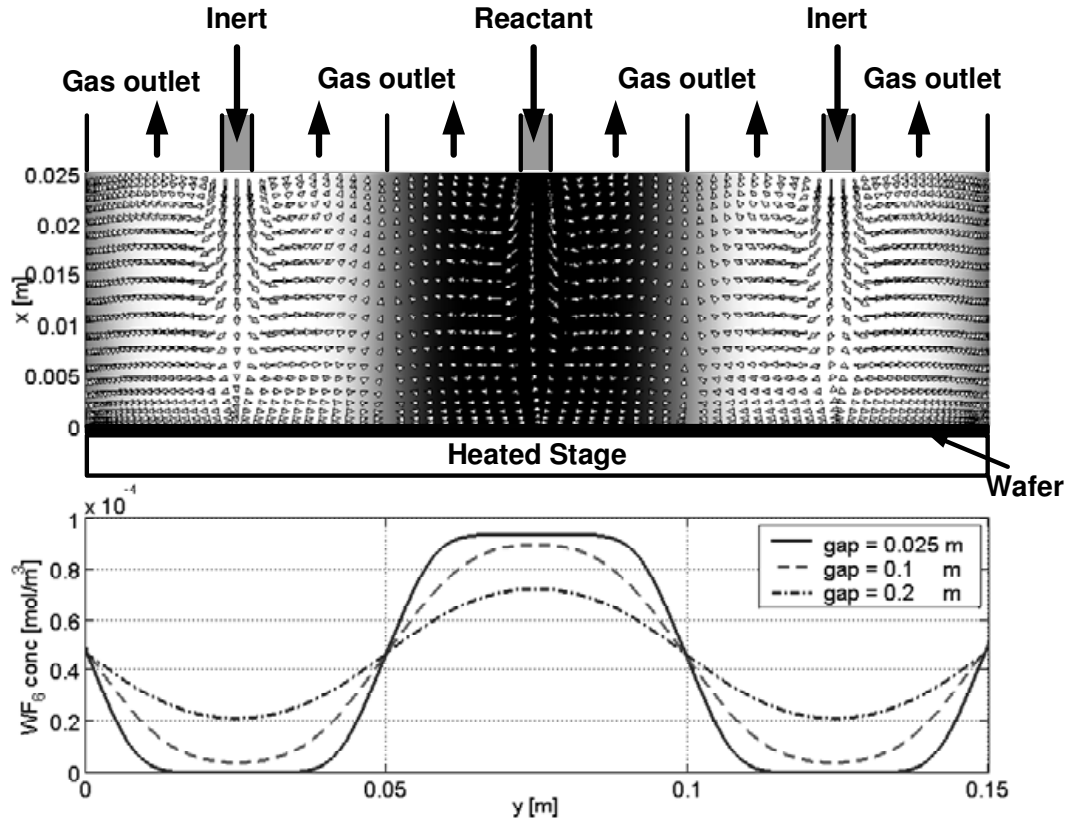 Inert Reactant Inert
Gas outlet Gas outlet Gas outlet Gas outlet
0.025
0.02
0.015
0.01
0.005
0
x [m]
Heated Stage
Wafer
x 10⁻⁴
1
0.8
0.6
0.4
0.2
0
WF₆ conc [mol/m³]
gap = 0.025 m
gap = 0.1 m
gap = 0.2 m
0 0.05 0.1 0.15
y [m]